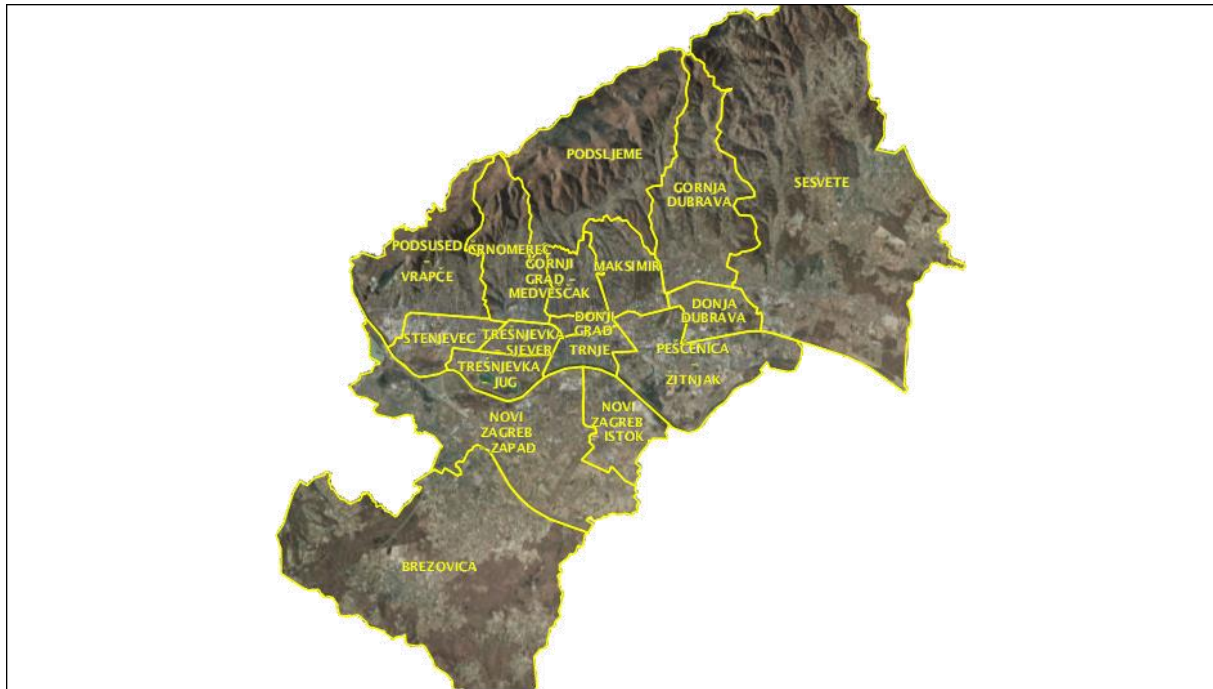 PODSLJEME
GORNJA
DUBRAVA
SESVETE
PODSUSED
–
VRAPČE
ČRNOMEREC
GORNJI
GRAD –
MEDVEŠČAK
MAKSIMIR
DONJI
GRAD
DONJA
DUBRAVA
STENJEVEC
TREŠNJEVKA
– SJEVER
TRNJE
PEŠČENICA
–
ŽITNJAK
TREŠNJEVKA
– JUG
NOVI
ZAGREB
– ZAPAD
NOVI
ZAGREB
– ISTOK
BREZOVICA